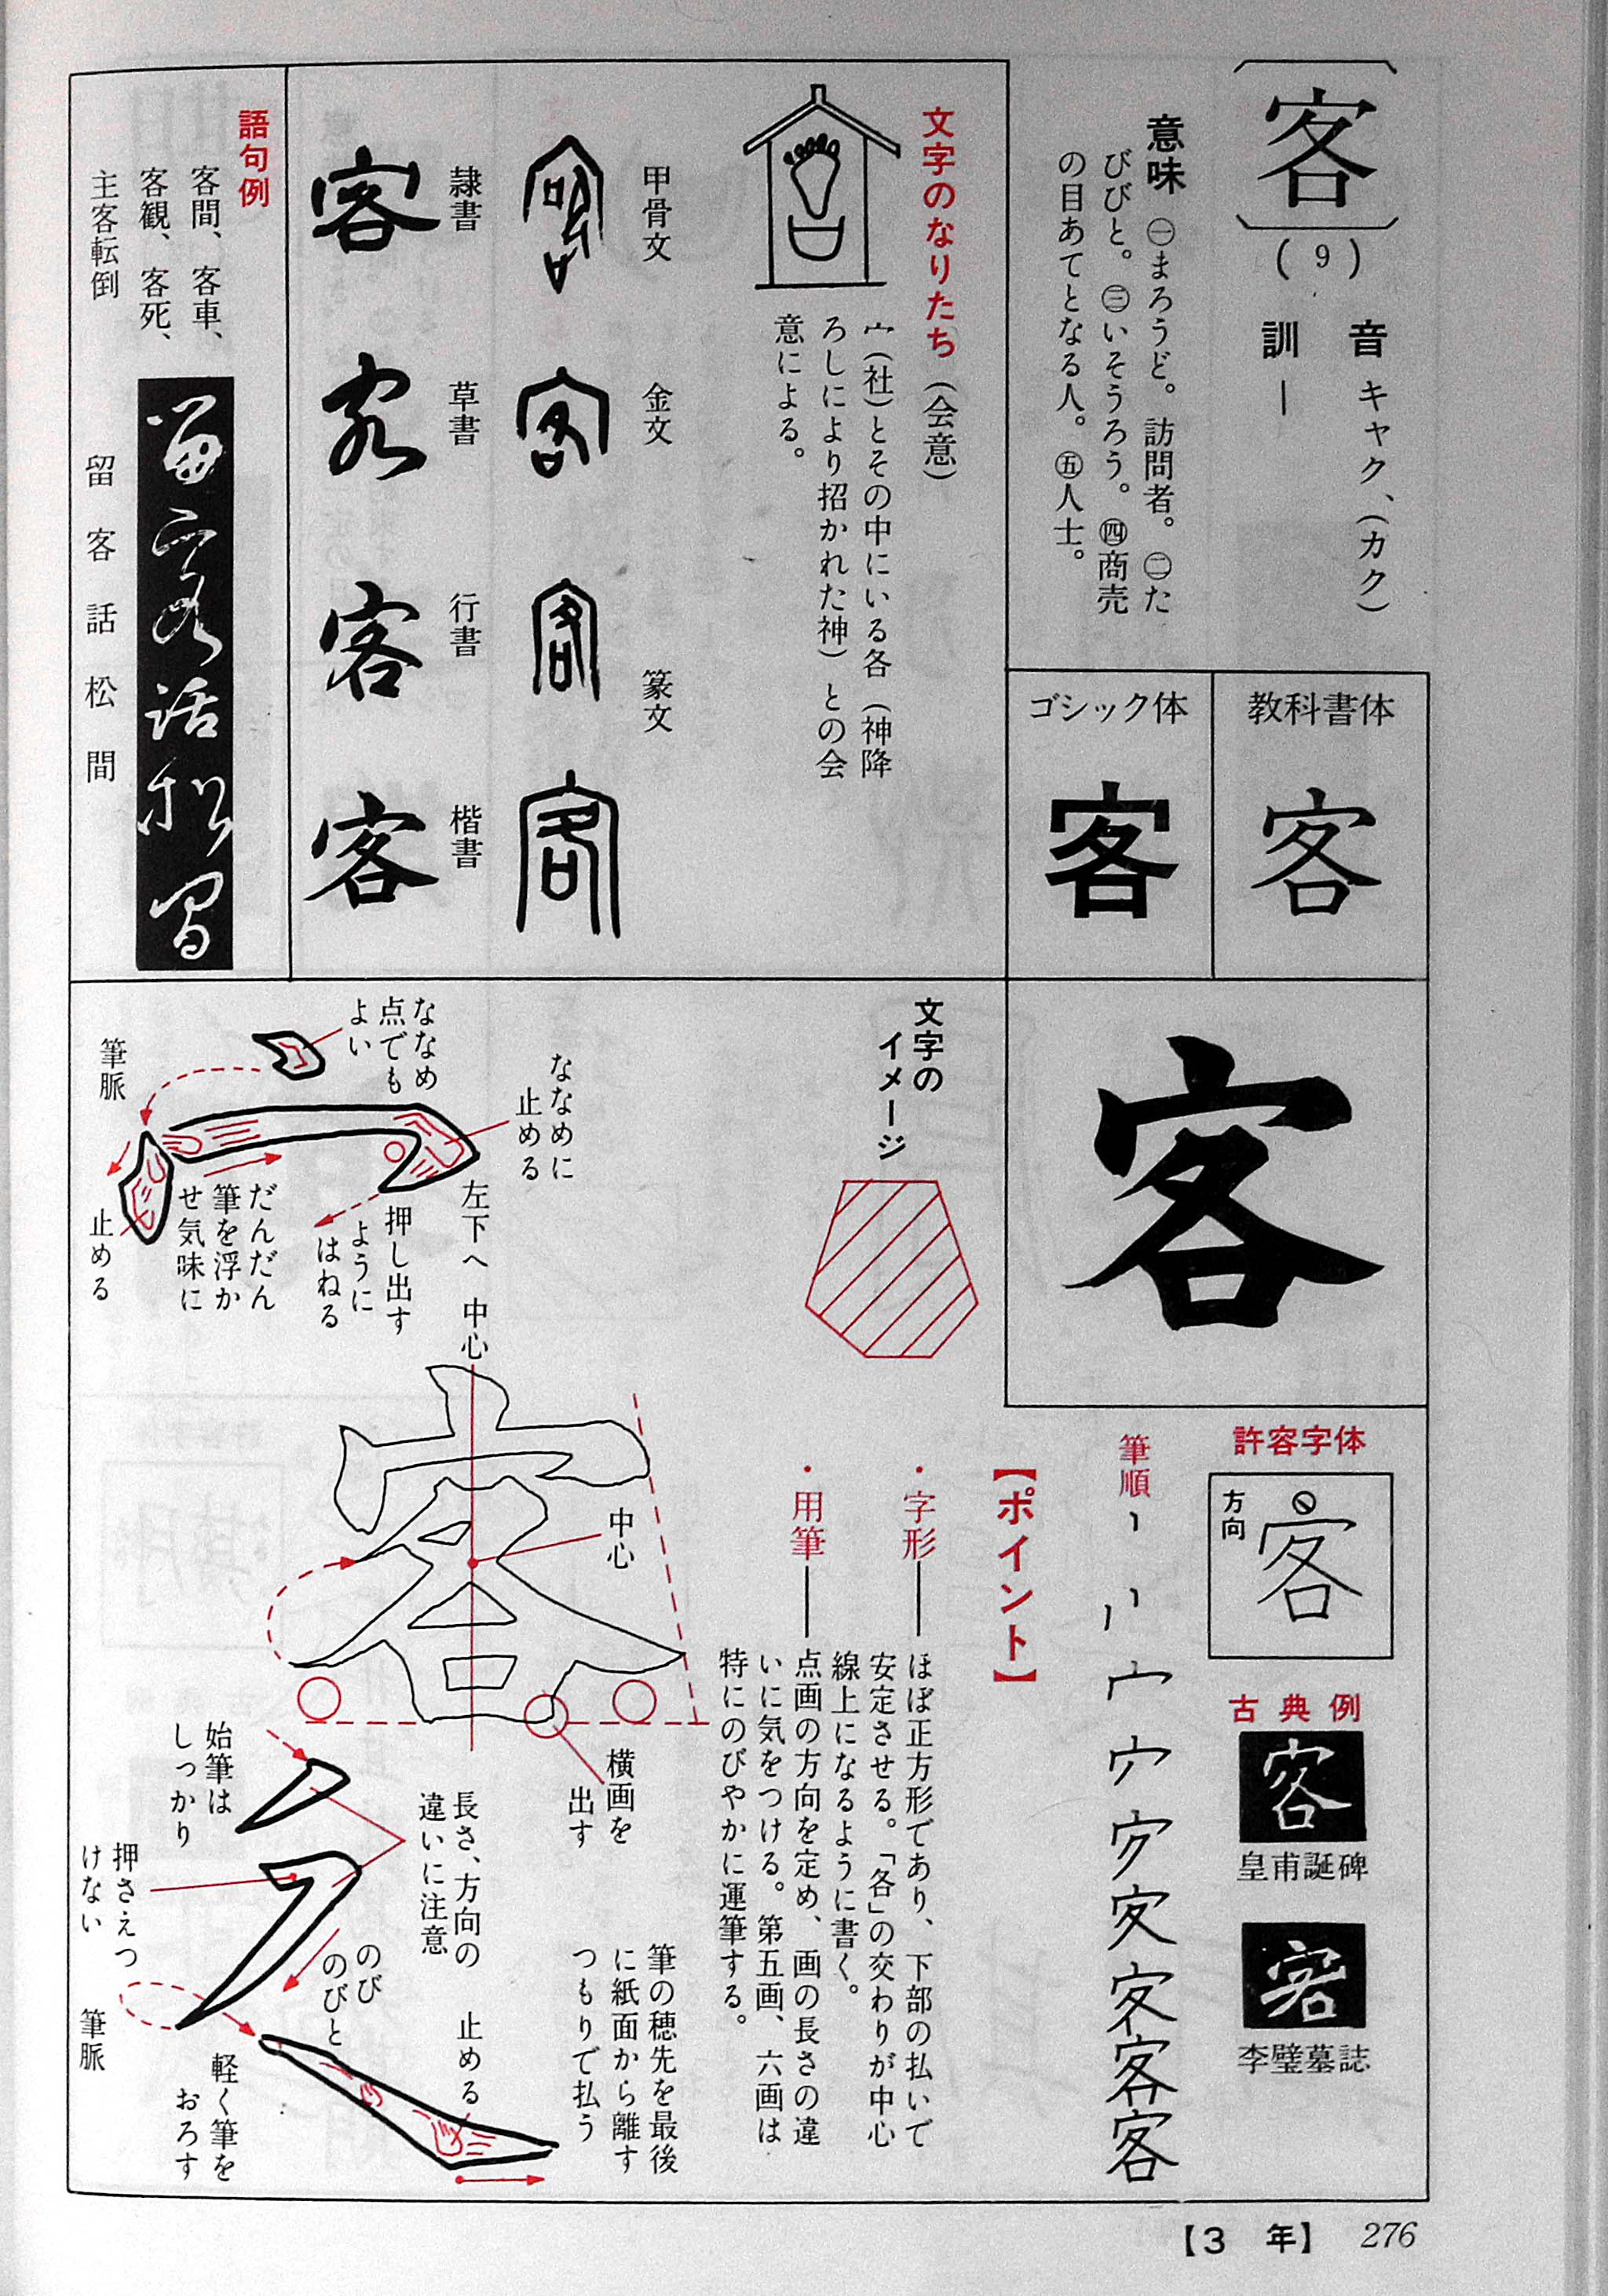 客
(9)
音 キャク、(カク)
訓 ―
意味 ㊀まろうど。訪問者。㊁た
びびと。㊂いそうろう。㊃商売
の目あてとなる人。㊄人士。
教科書体
客
ゴシック体
客
文字のなりたち(会意)
宀(社)とその中にいる各(神降
ろしにより招かれた神)との会
意による。
甲骨文
金文
篆文
隷書
客
草書
客
行書
客
楷書
客
語句例
客間、客車、
客観、客死、
主客転倒
留客話松間
留客話松間
客
許容字体
方向
客
古典例
客
皇甫誕碑
客
李璧墓誌
筆順
客
文字の
イメージ
【ポイント】
・字形――ほぼ正方形であり、下部の払いで
安定させる。「各」の交わりが中心
線上になるように書く。
・用筆――点画の方向を定め、画の長さの違
いに気をつける。第五画、六画は
特にのびやかに運筆する。
ななめに
止める
ななめ
点でも
よい
筆脈
左下へ
押し出す
ように
はねる
だんだん
筆を浮か
せ気味に
止める
中心
中心
横画を
出す
長さ、方向の
違いに注意
始筆は
しっかり
押さえつ
けない
のび
のびと
筆脈
軽く筆を
おろす
止める
筆の穂先を最後
に紙面から離す
つもりで払う
【3 年】 276